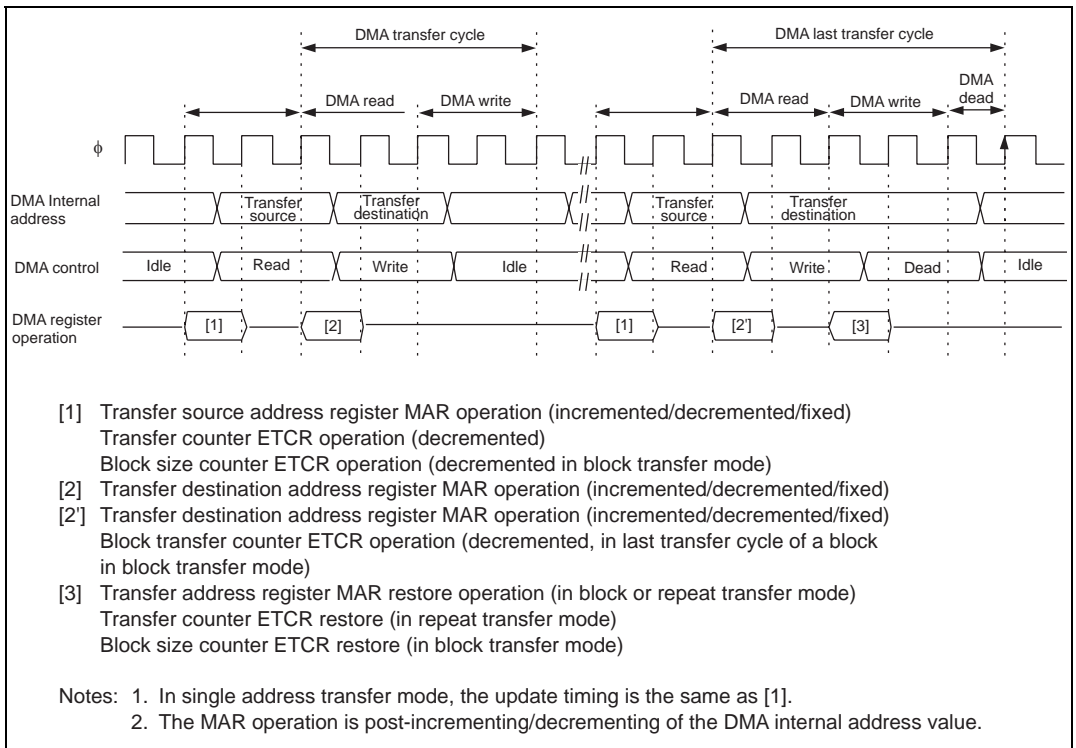 DMA transfer cycle DMA last transfer cycle
DMA read DMA write DMA read DMA write DMA dead
ϕ
DMA Internal address Transfer source Transfer destination Transfer source Transfer destination
DMA control Idle Read Write Idle Read Write Dead Idle
DMA register operation [1] [2] [1] [2'] [3]
[1] Transfer source address register MAR operation (incremented/decremented/fixed)
Transfer counter ETCR operation (decremented)
Block size counter ETCR operation (decremented in block transfer mode)
[2] Transfer destination address register MAR operation (incremented/decremented/fixed)
[2'] Transfer destination address register MAR operation (incremented/decremented/fixed)
Block transfer counter ETCR operation (decremented, in last transfer cycle of a block
in block transfer mode)
[3] Transfer address register MAR restore operation (in block or repeat transfer mode)
Transfer counter ETCR restore (in repeat transfer mode)
Block size counter ETCR restore (in block transfer mode)
Notes: 1. In single address transfer mode, the update timing is the same as [1].
2. The MAR operation is post-incrementing/decrementing of the DMA internal address value.